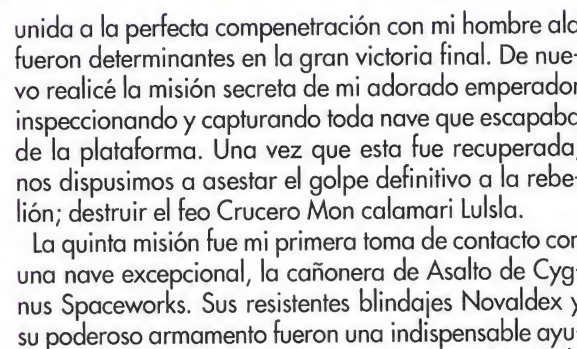 unida a la perfecta compenetración con mi hombre ala
fueron determinantes en la gran victoria final. De nue-
vo realicé la misión secreta de mi adorado emperador
inspeccionando y capturando toda nave que escapaba
de la plataforma. Una vez que esta fue recuperada,
nos dispusimos a asestar el golpe definitivo a la rebe-
lión; destruir el feo Crucero Mon calamari Lulsla.
La quinta misión fue mi primera toma de contacto con
una nave excepcional, la cañonera de Asalto de Cyg-
nus Spaceworks. Sus resistentes blindajes Novaldex y
su poderoso armamento fueron una indispensable ayu-